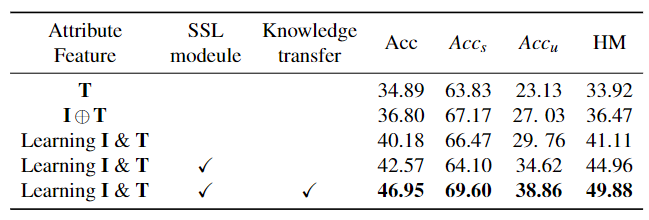 Attribute Feature SSL modeule Knowledge transfer Acc Acc_s Acc_u HM
T 34.89 63.83 23.13 33.92
I ⊕ T 36.80 67.17 27. 03 36.47
Learning I & T 40.18 66.47 29. 76 41.11
Learning I & T ✓ 42.57 64.10 34.62 44.96
Learning I & T ✓ ✓ 46.95 69.60 38.86 49.88